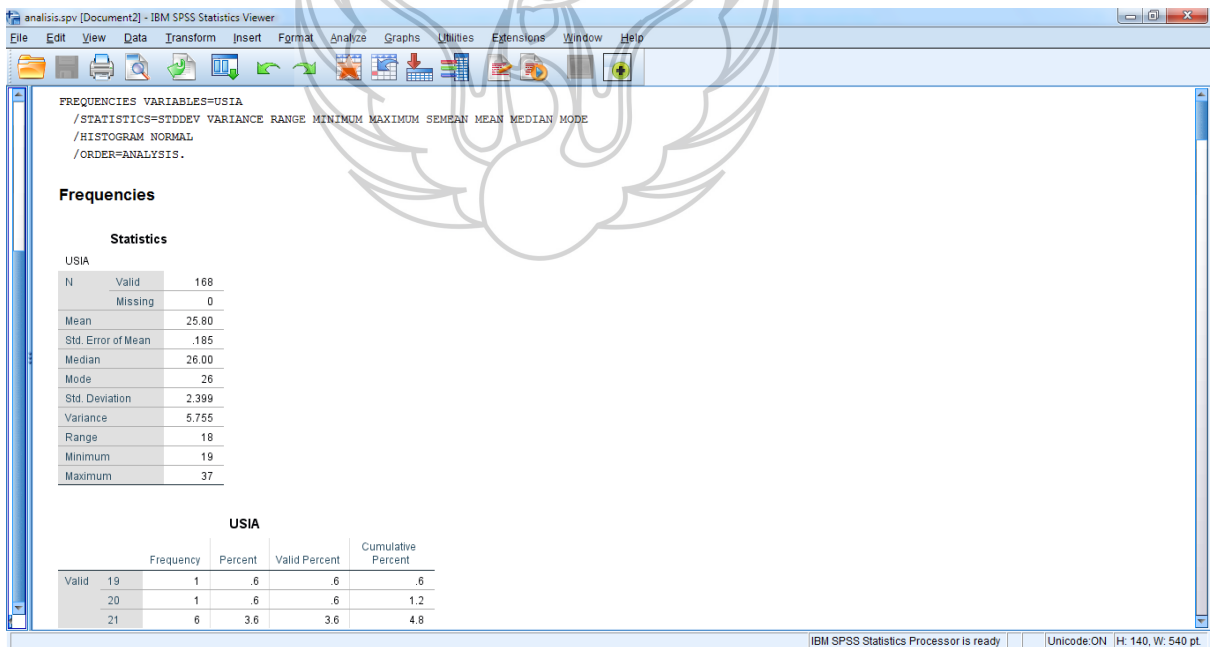 analisis.spv [Document2] - IBM SPSS Statistics Viewer
File Edit View Data Transform Insert Format Analyze Graphs Utilities Extensions Window Help
FREQUENCIES VARIABLES=USIA
/STATISTICS=STDDEV VARIANCE RANGE MINIMUM MAXIMUM SEMEAN MEAN MEDIAN MODE
/HISTOGRAM NORMAL
/ORDER=ANALYSIS.
Frequencies
Statistics
USIA
N Valid 168
Missing 0
Mean 25.80
Std. Error of Mean .185
Median 26.00
Mode 26
Std. Deviation 2.399
Variance 5.755
Range 18
Minimum 19
Maximum 37
USIA
Frequency Percent Valid Percent Cumulative Percent
Valid 19 1 .6 .6 .6
20 1 .6 .6 1.2
21 6 3.6 3.6 4.8
IBM SPSS Statistics Processor is ready Unicode:ON H: 140, W: 540 pt.